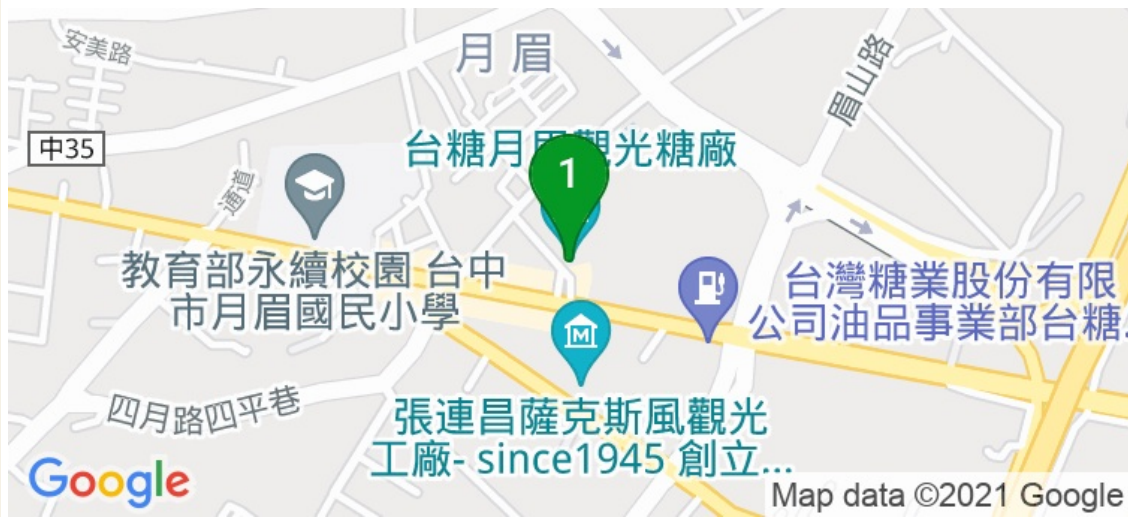 安美路
月眉
眉山路
中35
台糖月眉觀光糖廠
1
通道
教育部永續校園 台中
市月眉國民小學
台灣糖業股份有限
公司油品事業部台糖...
四月路四平巷
張連昌薩克斯風觀光
工廠- since1945 創立...
Google
Map data ©2021 Google